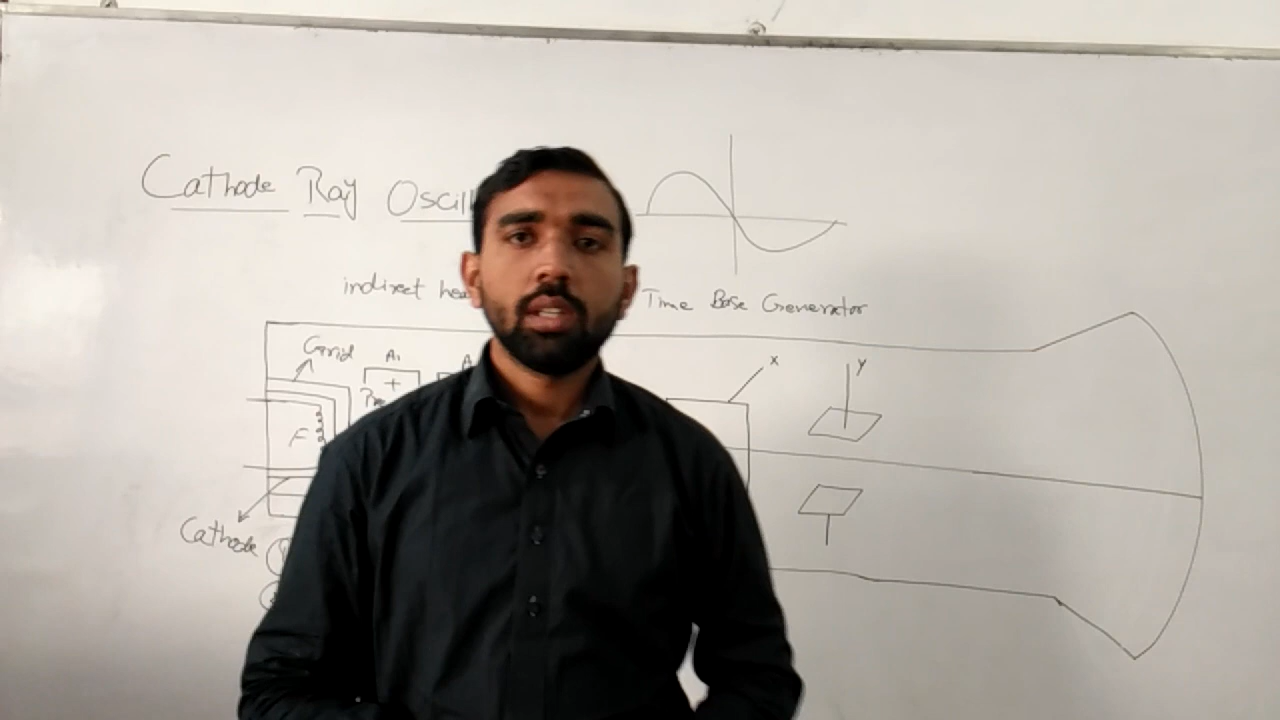 Cathode Ray Oscill
indirect hea
Time Base Generator
Grid
A1
A
+
X
Y
F
Cathode